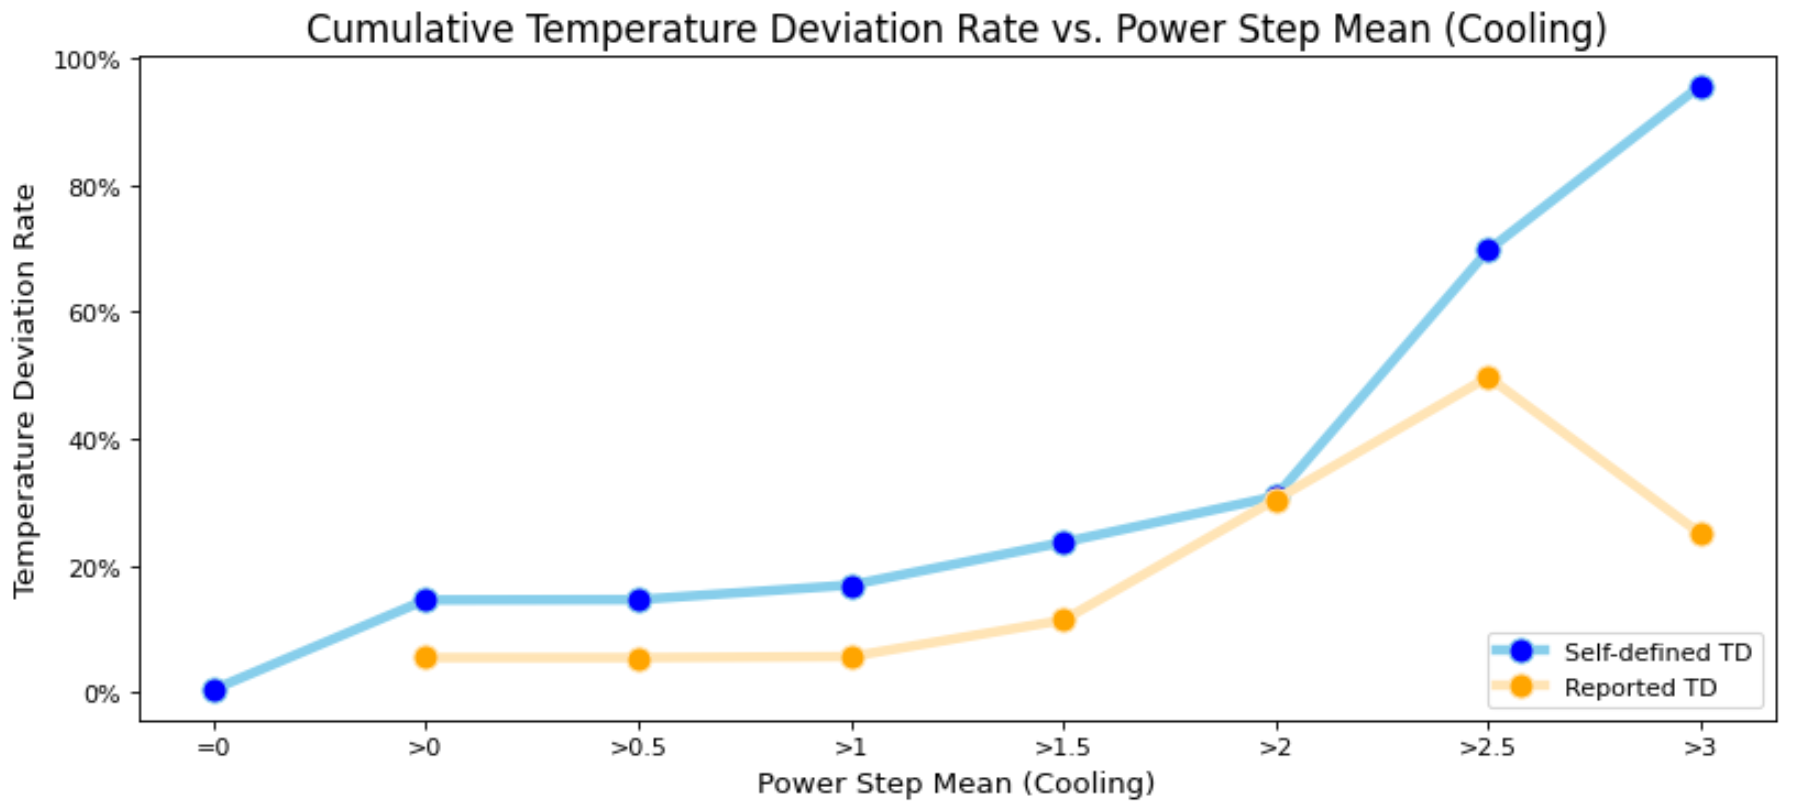 Cumulative Temperature Deviation Rate vs. Power Step Mean (Cooling)
Temperature Deviation Rate
100%
80%
60%
40%
20%
0%
=0
>0
>0.5
>1
>1.5
>2
>2.5
>3
Power Step Mean (Cooling)
Self-defined TD
Reported TD